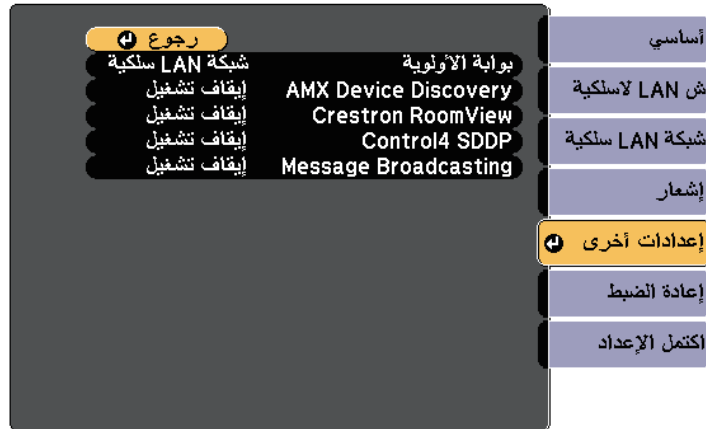 أساسي
ش LAN لاسلكية
شبكة LAN سلكية
إشعار
إعدادات أخرى
إعادة الضبط
اكتمل الإعداد
رجوع
بوابة الأولوية شبكة LAN سلكية
AMX Device Discovery إيقاف تشغيل
Crestron RoomView إيقاف تشغيل
Control4 SDDP إيقاف تشغيل
Message Broadcasting إيقاف تشغيل